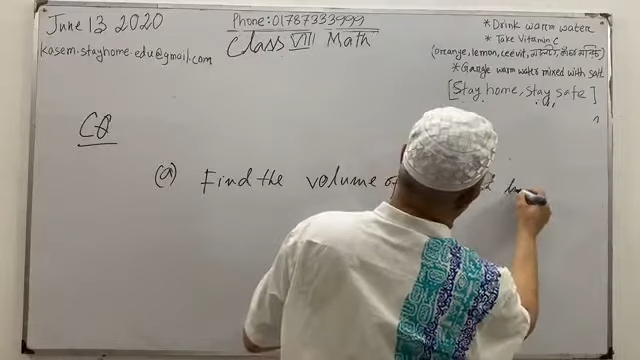 June 13 2020
kasem.stayhome.edu@gmail.com
Phone: 01787333999
Class VIII Math
* Drink warm water
* Take Vitamin C
(orange, lemon, ceevit,
* Gargle warm water mixed with salt
[Stay home, stay safe]
CQ
(a) Find the volume of